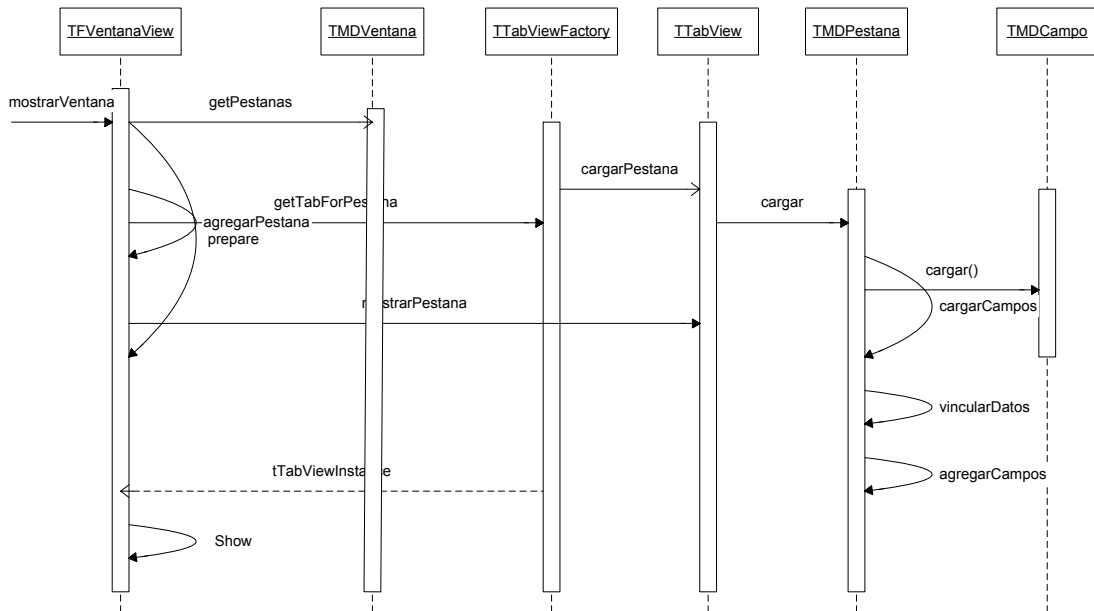 TFVentanaView
TMDVentana
TTabViewFactory
TTabView
TMDPestana
TMDCampo
mostrarVentana
getPestanas
cargarPestana
getTabForPestana
cargar
agregarPestana
prepare
cargar()
cargarCampos
mostrarPestana
vincularDatos
tTabViewInstance
agregarCampos
Show